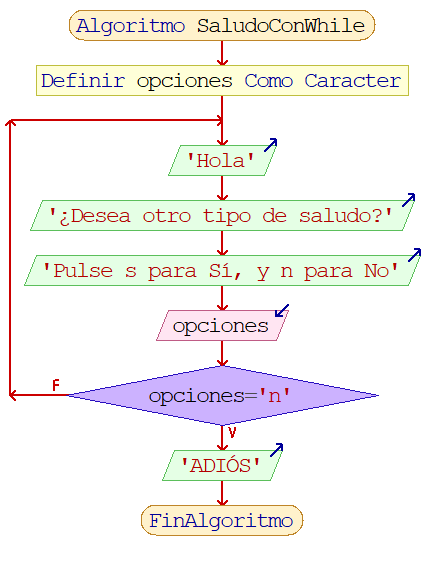 Algoritmo SaludoConWhile
Definir opciones Como Caracter
'Hola'
'¿Desea otro tipo de saludo?'
'Pulse s para Sí, y n para No'
opciones
F
opciones='n'
V
'ADIÓS'
FinAlgoritmo